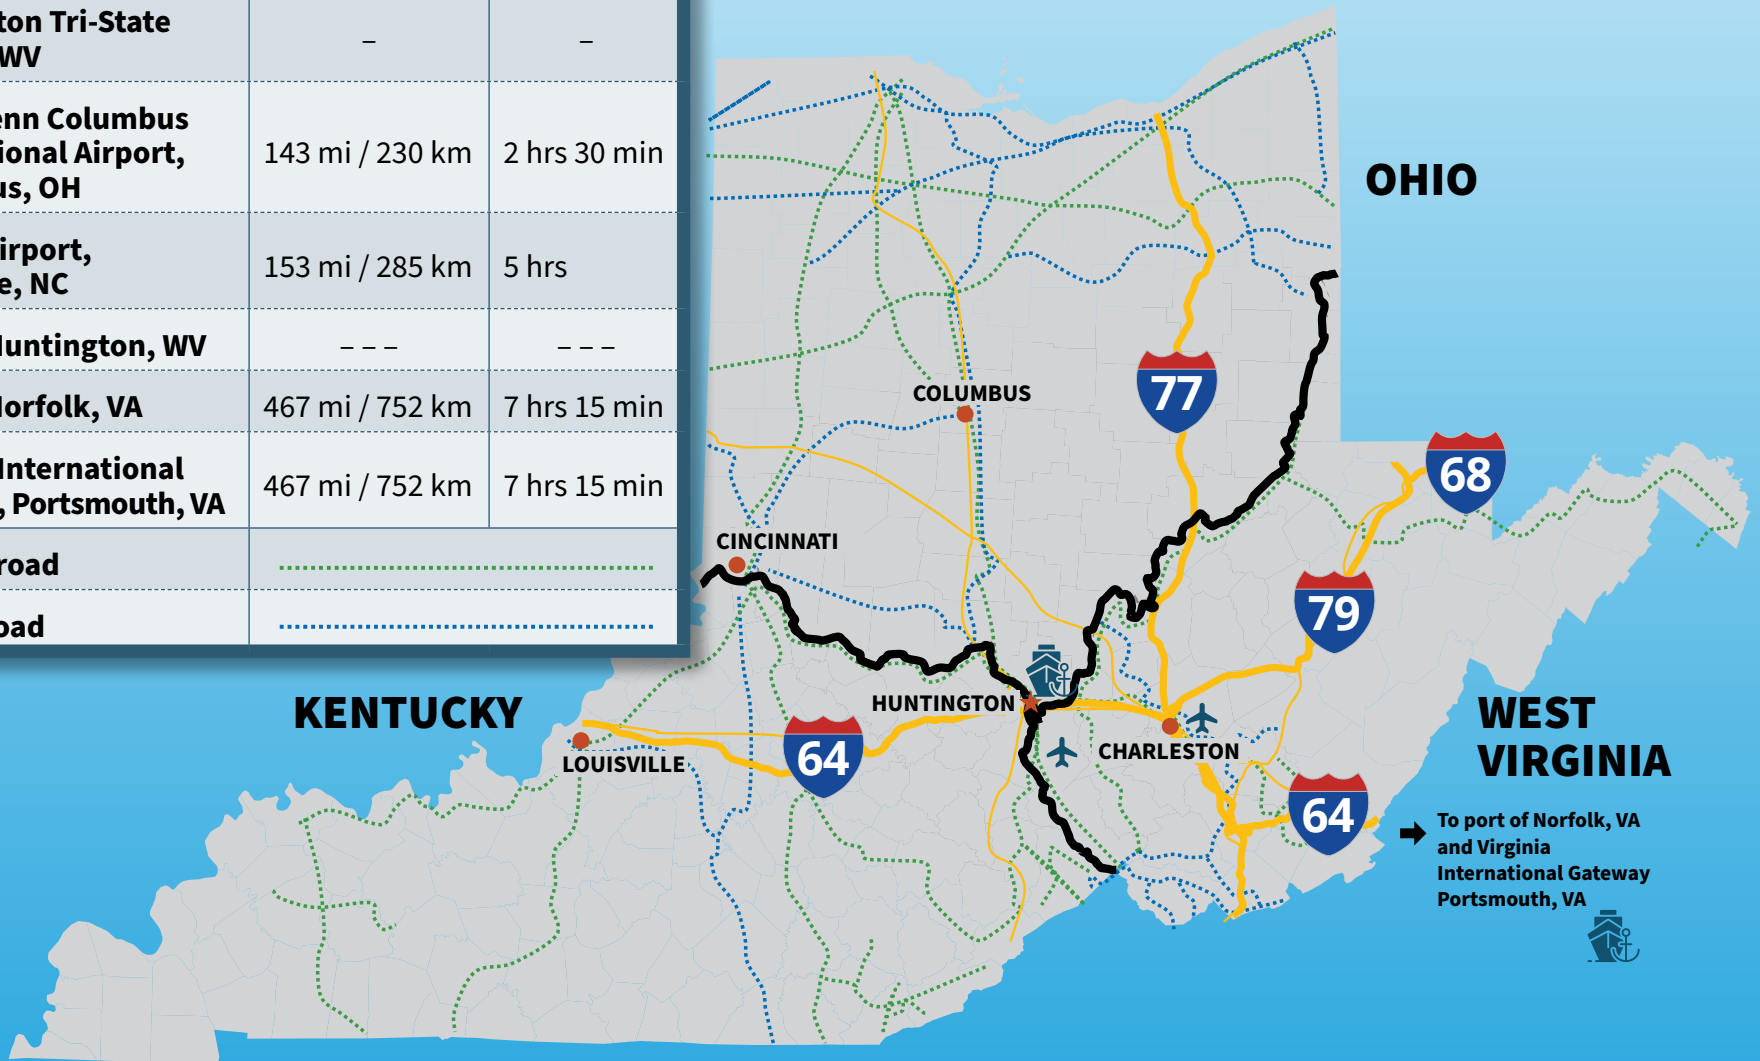 ton Tri-State
WV
–
–
enn Columbus
ional Airport,
us, OH
143 mi / 230 km
2 hrs 30 min
irport,
e, NC
153 mi / 285 km
5 hrs
Huntington, WV
– – –
– – –
Norfolk, VA
467 mi / 752 km
7 hrs 15 min
International
, Portsmouth, VA
467 mi / 752 km
7 hrs 15 min
road
oad
OHIO
77
COLUMBUS
68
CINCINNATI
79
KENTUCKY
HUNTINGTON
WEST
VIRGINIA
CHARLESTON
64
LOUISVILLE
64
To port of Norfolk, VA
and Virginia
International Gateway
Portsmouth, VA